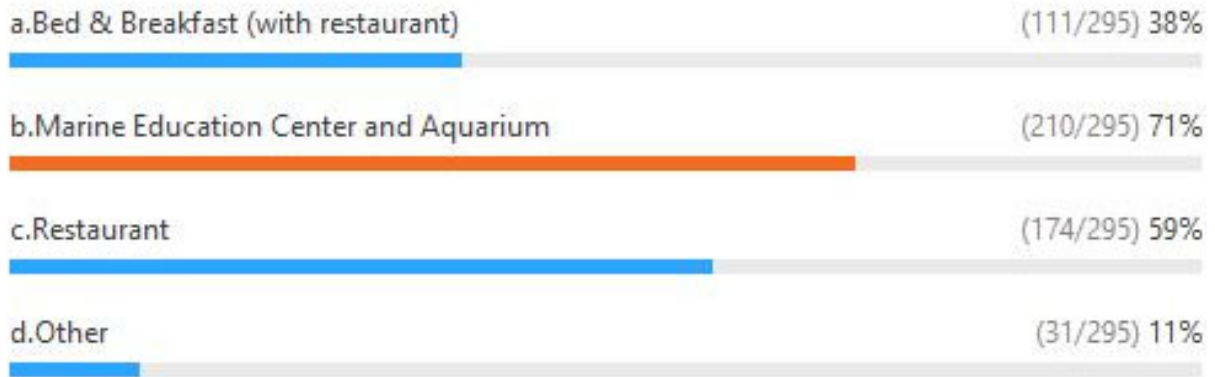 a.Bed & Breakfast (with restaurant) (111/295) 38%
b.Marine Education Center and Aquarium (210/295) 71%
c.Restaurant (174/295) 59%
d.Other (31/295) 11%